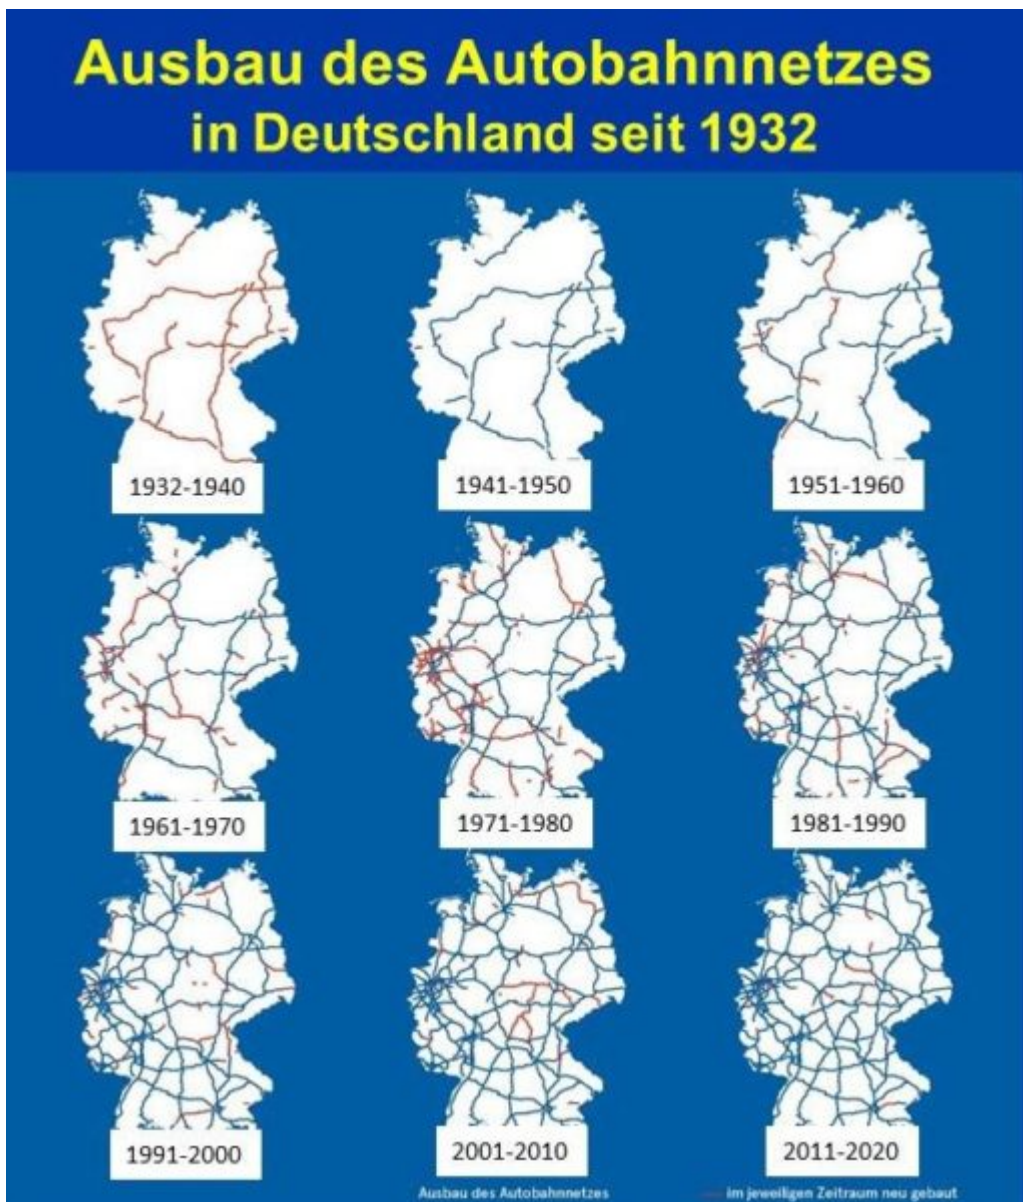 Ausbau des Autobahnnetzes
in Deutschland seit 1932
1932-1940
1941-1950
1951-1960
1961-1970
1971-1980
1981-1990
1991-2000
2001-2010
2011-2020
Ausbau des Autobahnnetzes
im jeweiligen Zeitraum neu gebaut